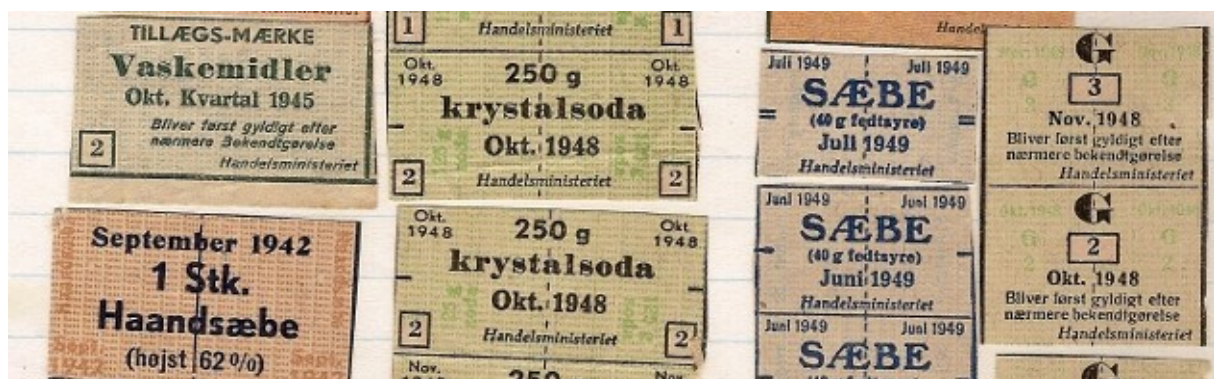 TILLÆGS-MÆRKE
Vaskemidler
Okt. Kvartal 1945
Bliver først gyldigt efter
nærmere Bekendtgørelse
2
Handelsministeriet
September 1942
1 Stk.
Haandsæbe
(højst 62%)
1 Handelsministeriet 1
Okt. 1948
250 g
Okt. 1948
krystalsoda
Okt. 1948
2 Handelsministeriet 2
Okt. 1948
250 g
Okt. 1948
krystalsoda
Okt. 1948
2 Handelsministeriet 2
Nov.
250
Nov.
Juli 1949 Juli 1949
SÆBE
(40 g fedtsyre)
Juli 1949
Handelsministeriet
Juni 1949 Juni 1949
SÆBE
(40 g fedtsyre)
Juni 1949
Handelsministeriet
Juni 1949 Juni 1949
SÆBE
G
3
Nov. 1948
Bliver først gyldigt efter
nærmere bekendtgørelse
Handelsministeriet
G
2
Okt. 1948
Bliver først gyldigt efter
nærmere bekendtgørelse
Handelsministeriet
G